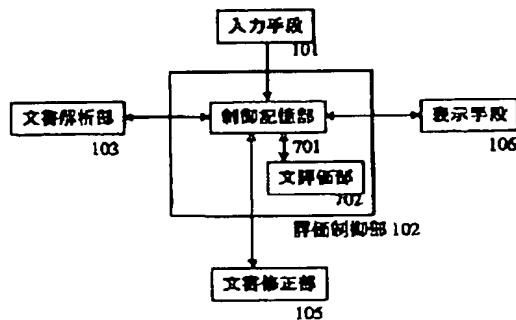 入力手段
101
文書解析部
103
制御記憶部
701
表示手段
106
文評価部
702
評価制御部 102
文書修正部
105